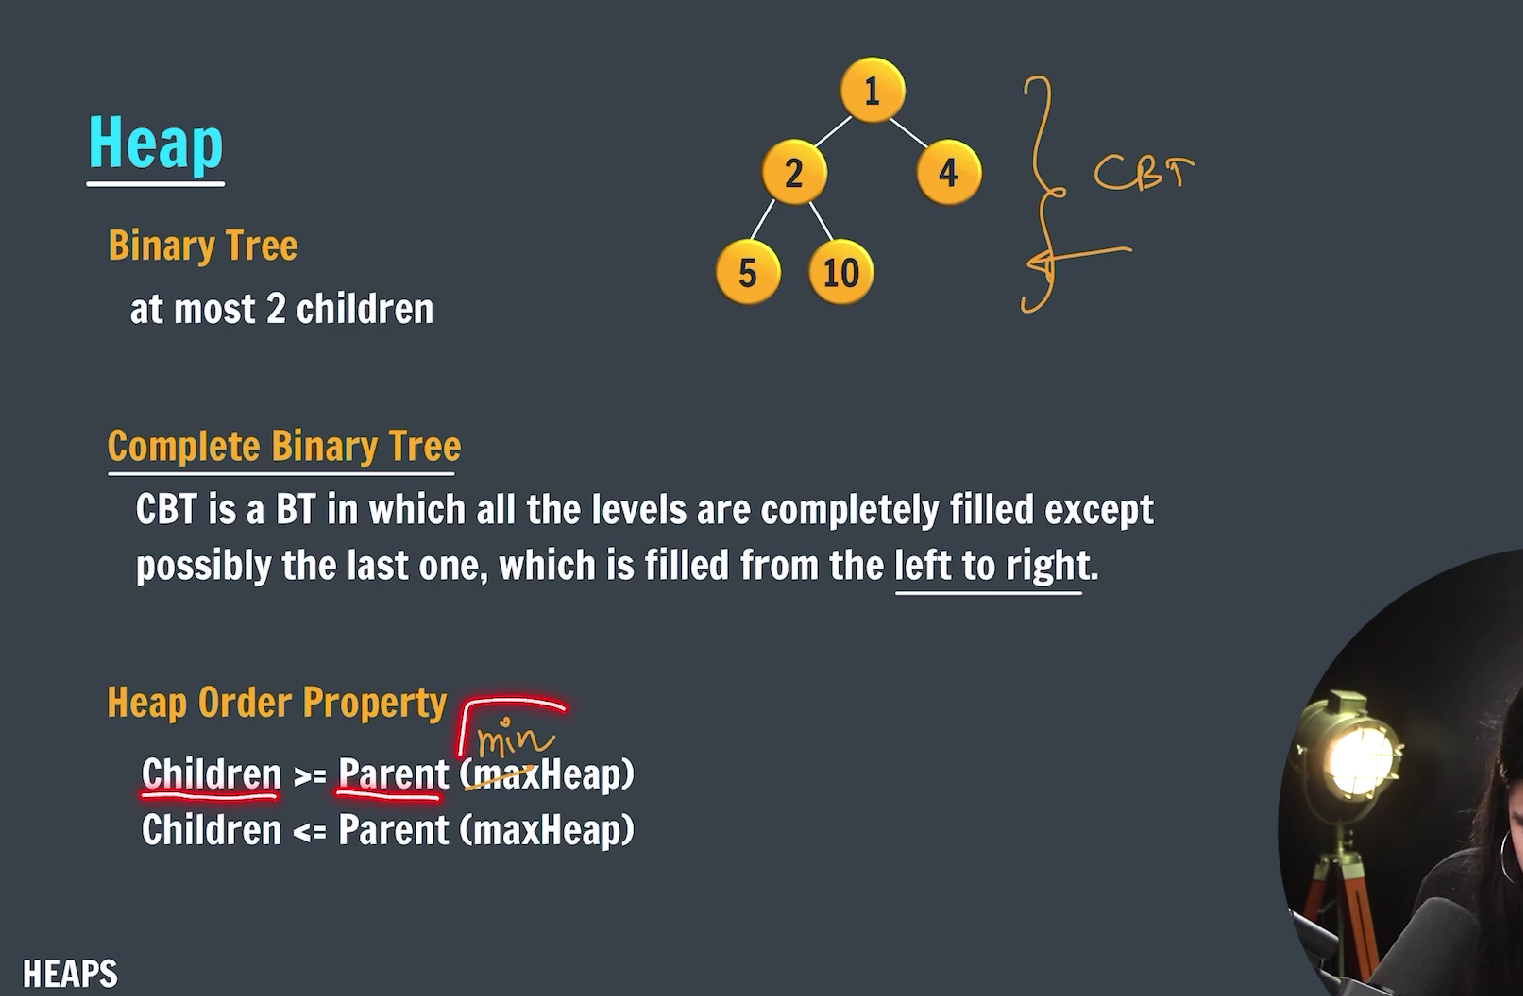 Heap
1
2 4
5 10
CBT
Binary Tree
at most 2 children
Complete Binary Tree
CBT is a BT in which all the levels are completely filled except
possibly the last one, which is filled from the left to right.
Heap Order Property
min
Children >= Parent (maxHeap)
Children <= Parent (maxHeap)
HEAPS